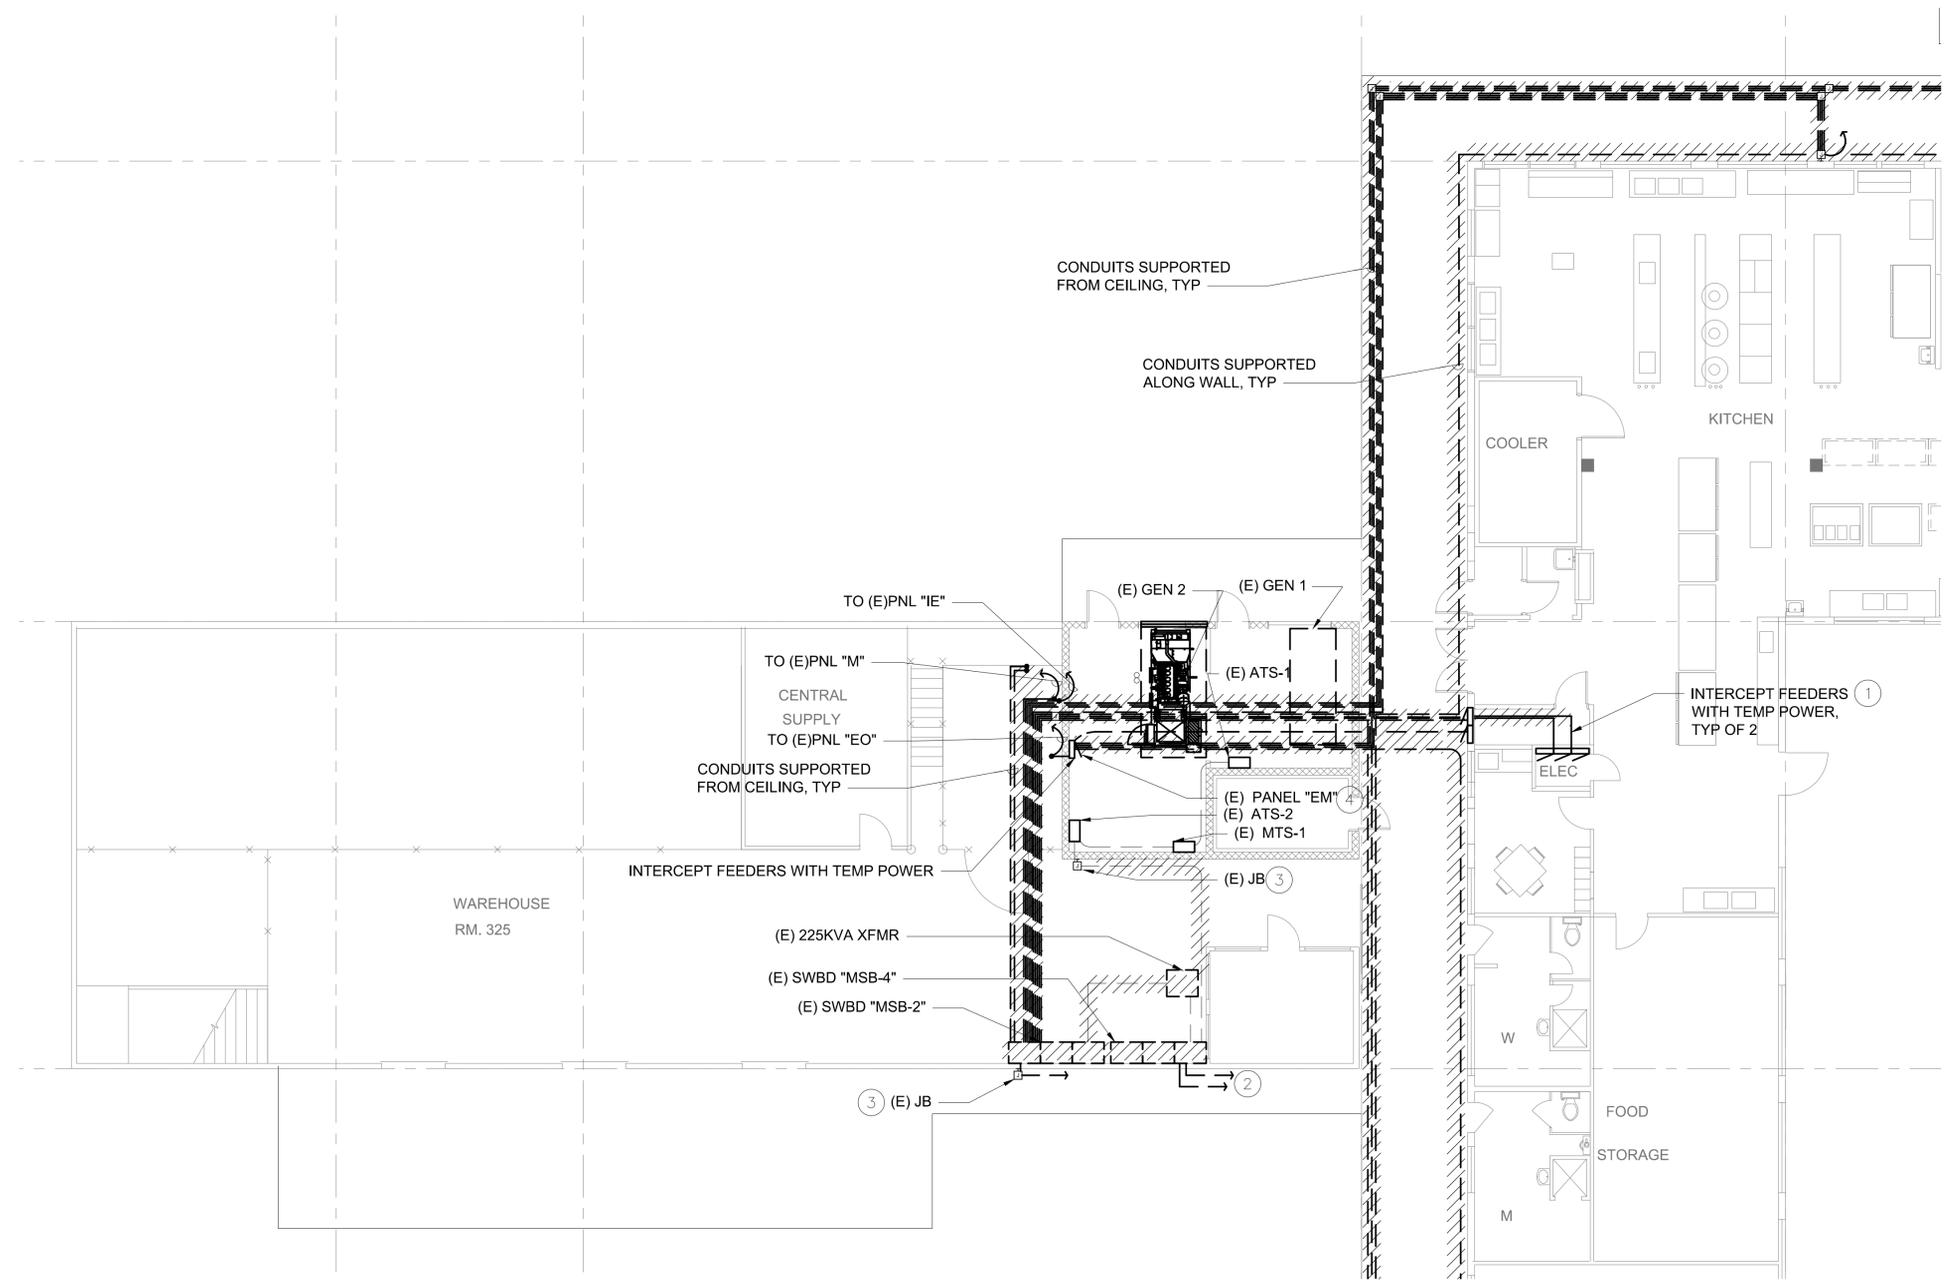 CONDUITS SUPPORTED
FROM CEILING, TYP
CONDUITS SUPPORTED
ALONG WALL, TYP
KITCHEN
COOLER
(E) GEN 2
(E) GEN 1
TO (E)PNL "IE"
TO (E)PNL "M"
(E) ATS-1
CENTRAL
SUPPLY
INTERCEPT FEEDERS 1
WITH TEMP POWER,
TYP OF 2
TO (E)PNL "EO"
CONDUITS SUPPORTED
FROM CEILING, TYP
ELEC
(E) PANEL "EM" 4
(E) ATS-2
(E) MTS-1
INTERCEPT FEEDERS WITH TEMP POWER
(E) JB 3
WAREHOUSE
RM. 325
(E) 225KVA XFMR
(E) SWBD "MSB-4"
(E) SWBD "MSB-2"
W
2
3 (E) JB
FOOD
STORAGE
M